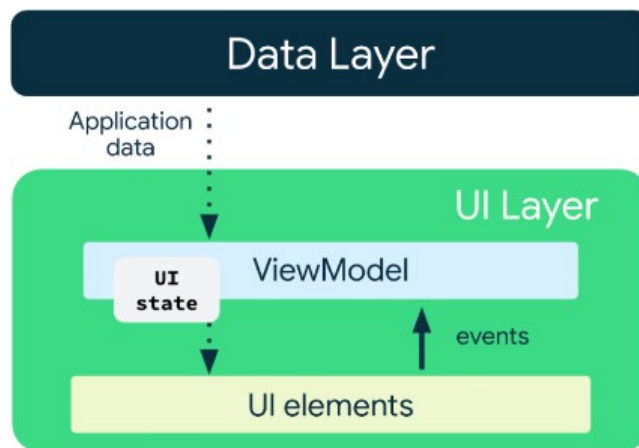 Data Layer
Application
data
UI Layer
ViewModel
UI
state
events
UI elements